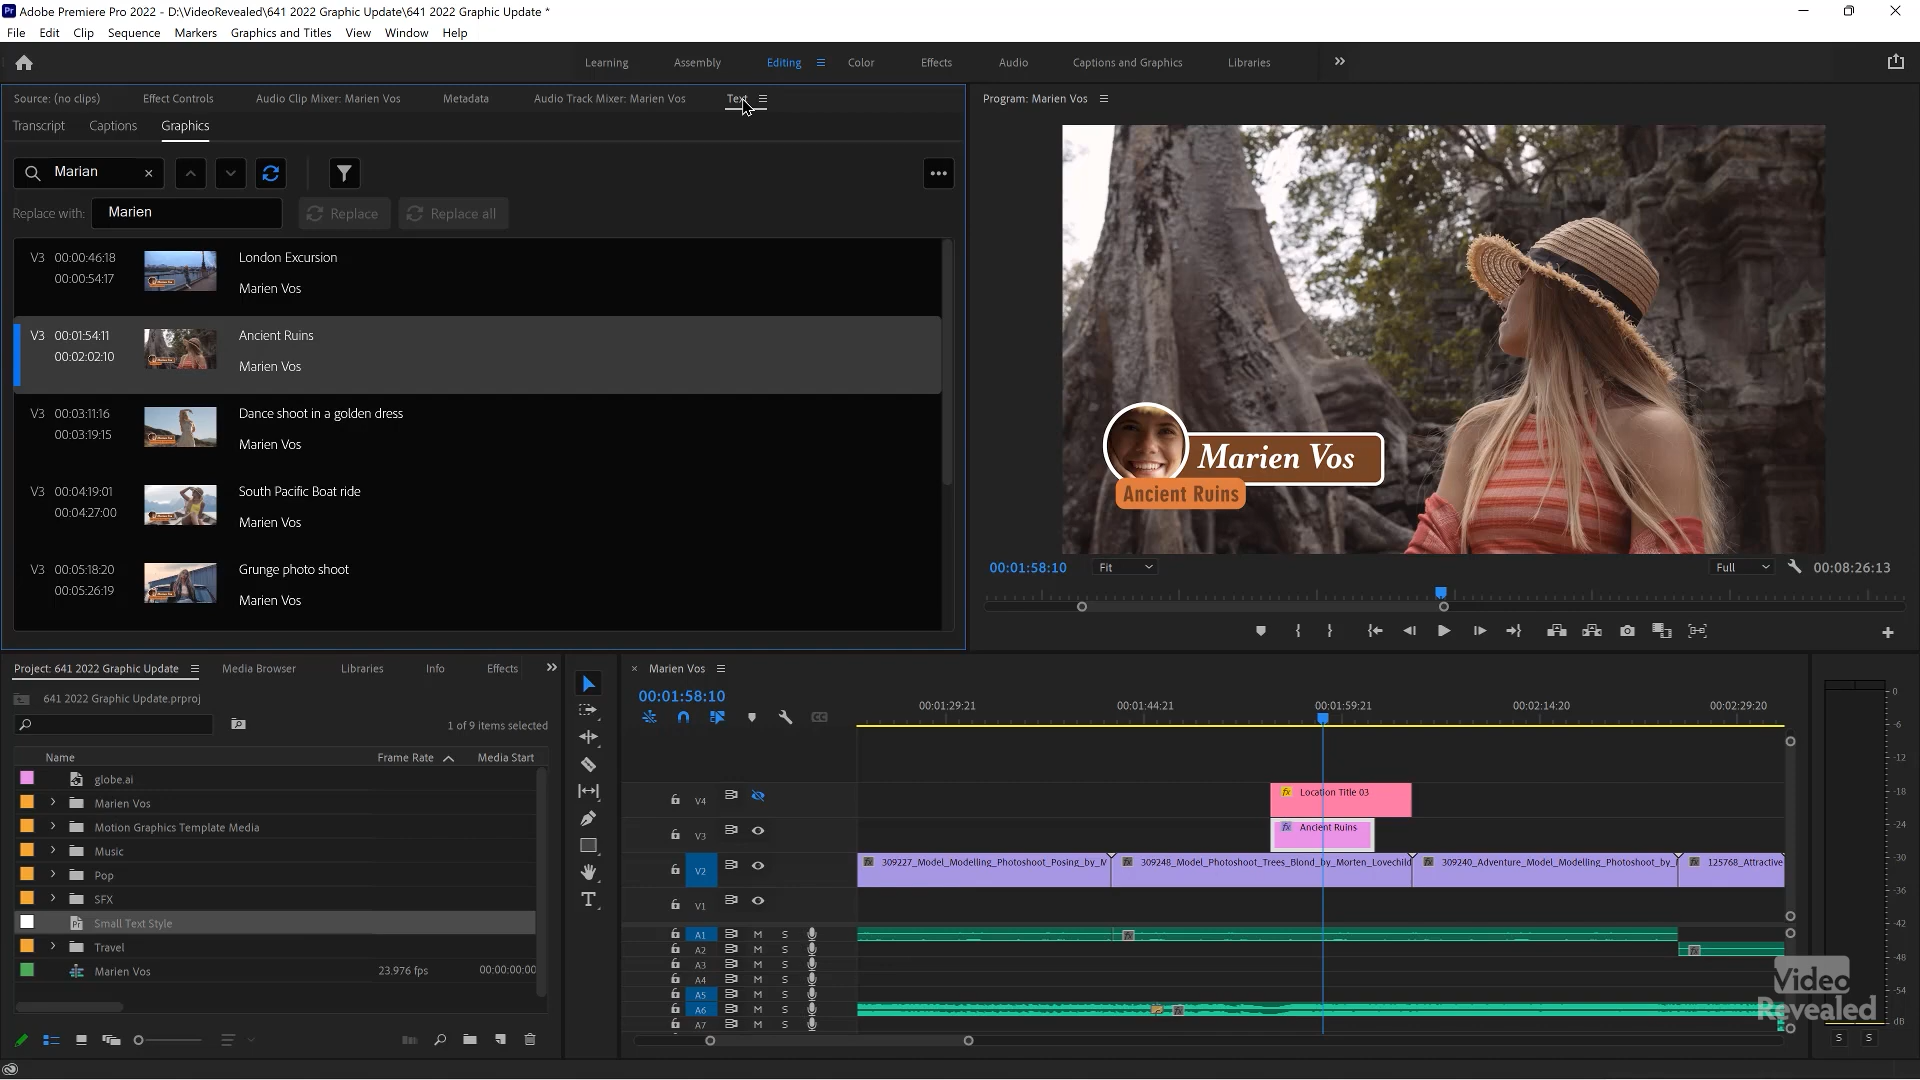 Adobe Premiere Pro 2022 - D:\VideoRevealed\641 2022 Graphic Update\641 2022 Graphic Update *
File Edit Clip Sequence Markers Graphics and Titles View Window Help
Learning Assembly Editing Color Effects Audio Captions and Graphics Libraries
Source: (no clips) Effect Controls Audio Clip Mixer: Marien Vos Metadata Audio Track Mixer: Marien Vos Text
Program: Marien Vos
Transcript Captions Graphics
Marian
Replace with: Marien Replace Replace all
V3 00:00:46:18 London Excursion
00:00:54:17 Marien Vos
V3 00:01:54:11 Ancient Ruins
00:02:02:10 Marien Vos
V3 00:03:11:16 Dance shoot in a golden dress
00:03:19:15 Marien Vos
V3 00:04:19:01 South Pacific Boat ride
00:04:27:00 Marien Vos
V3 00:05:18:20 Grunge photo shoot
00:05:26:19 Marien Vos
Marien Vos
Ancient Ruins
00:01:58:10 Fit Full 00:08:26:13
Project: 641 2022 Graphic Update Media Browser Libraries Info Effects
641 2022 Graphic Update.prproj
1 of 9 items selected
Name Frame Rate Media Start
globe.ai
Marien Vos
Motion Graphics Template Media
Music
Pop
SFX
Small Text Style
Travel
Marien Vos 23.976 fps 00:00:00:00
Marien Vos
00:01:58:10
00:01:29:21 00:01:44:21 00:01:59:21 00:02:14:20 00:02:29:20
V4 Location Title 03
V3 Ancient Ruins
V2 309227_Model_Modelling_Photoshoot_Posing_by_M 309248_Model_Photoshoot_Trees_Blond_by_Morten_Lovechild 309240_Adventure_Model_Modelling_Photoshoot_by_ 125768_Attractive
V1
A1 M S
A2 M S
A3 M S
A4 M S
A5 M S
A6 M S
A7 M S
0
-6
-12
-18
-24
-30
-36
-42
-48
-54
dB
S S
Video
Revealed